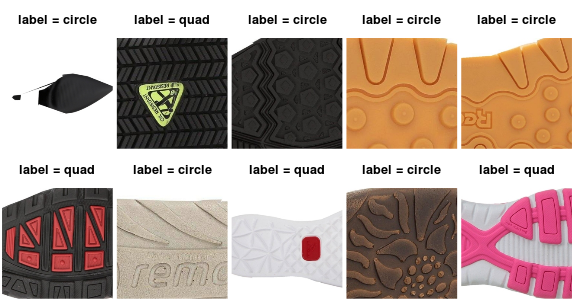 label = circle label = quad label = circle label = circle label = circle
label = quad label = circle label = quad label = circle label = quad